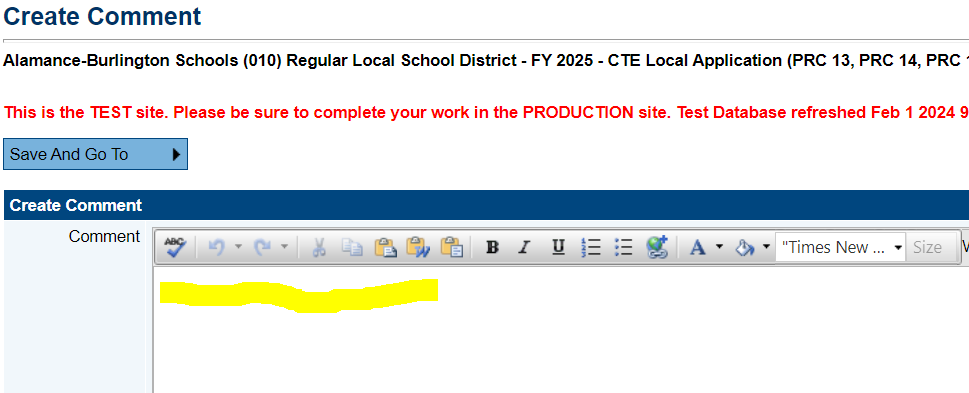 Create Comment
Alamance-Burlington Schools (010) Regular Local School District - FY 2025 - CTE Local Application (PRC 13, PRC 14, PRC
This is the TEST site. Please be sure to complete your work in the PRODUCTION site. Test Database refreshed Feb 1 2024 9
Save And Go To
Create Comment
Comment
ABC B I U A "Times New ... Size